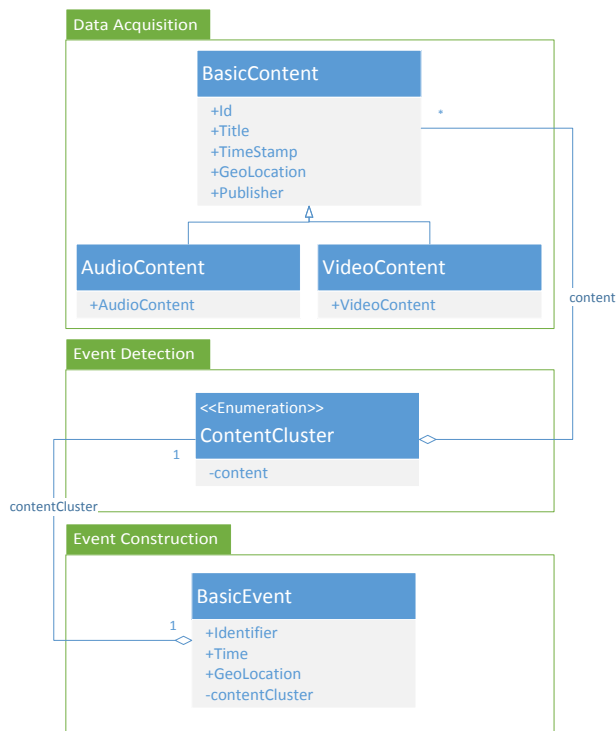 Data Acquisition
BasicContent
+Id
*
+Title
+TimeStamp
+GeoLocation
+Publisher
AudioContent
VideoContent
+AudioContent
+VideoContent
content
Event Detection
<<Enumeration>>
ContentCluster
1
-content
contentCluster
Event Construction
BasicEvent
1
+Identifier
+Time
+GeoLocation
-contentCluster